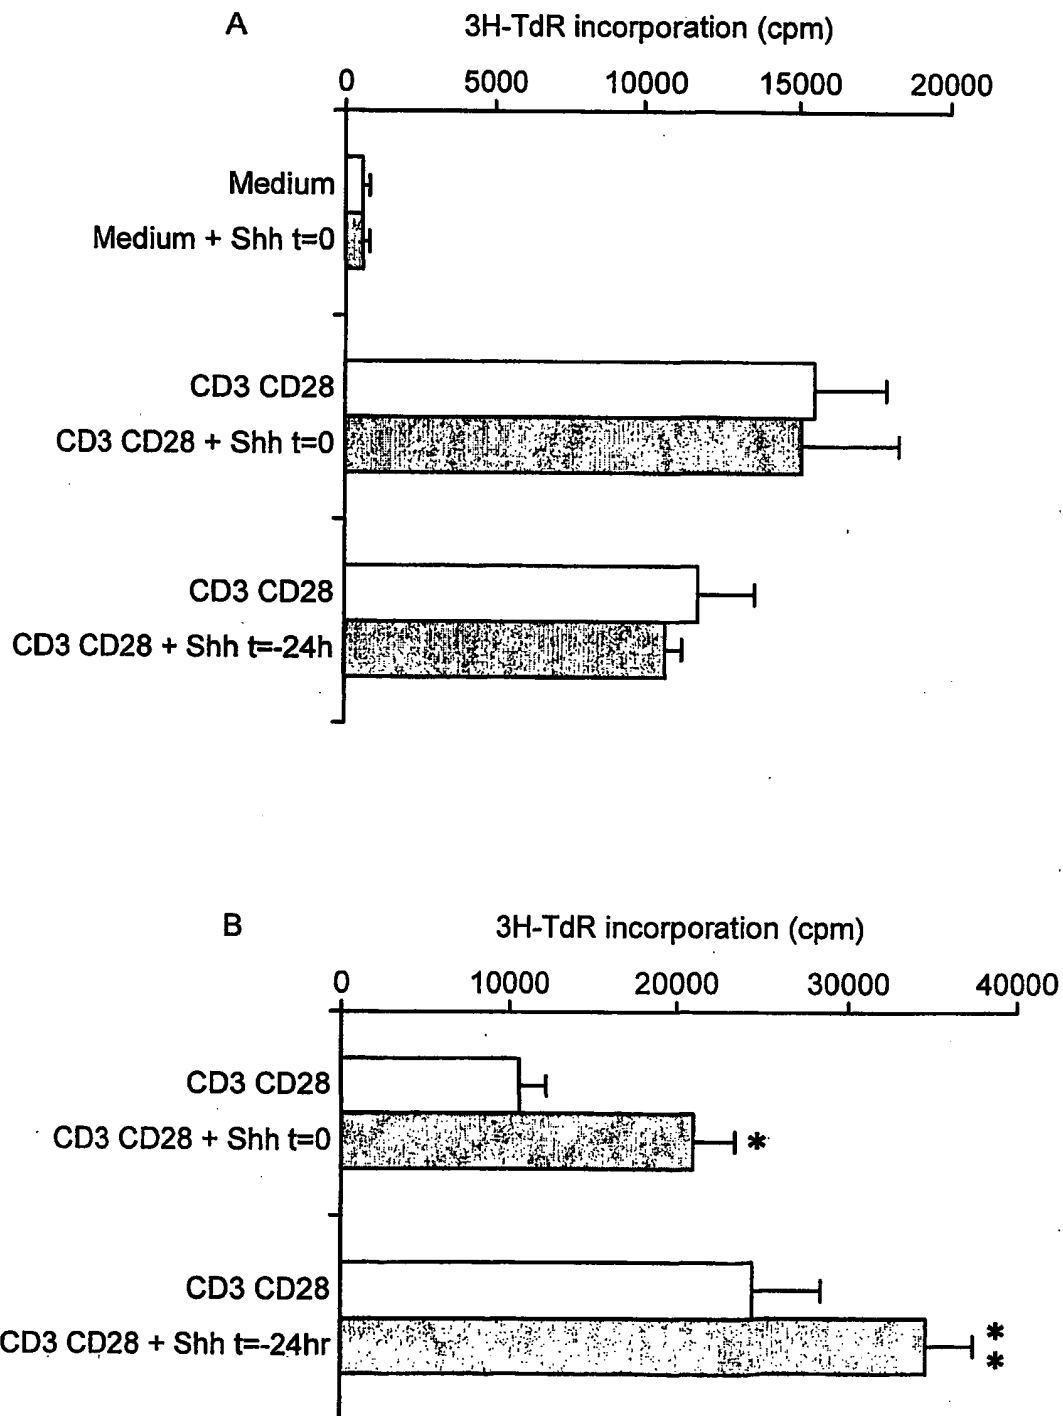 A
3H-TdR incorporation (cpm)
0 5000 10000 15000 20000
Medium
Medium + Shh t=0
CD3 CD28
CD3 CD28 + Shh t=0
CD3 CD28
CD3 CD28 + Shh t=-24h
B
3H-TdR incorporation (cpm)
0 10000 20000 30000 40000
CD3 CD28
CD3 CD28 + Shh t=0 *
CD3 CD28
CD3 CD28 + Shh t=-24hr * *